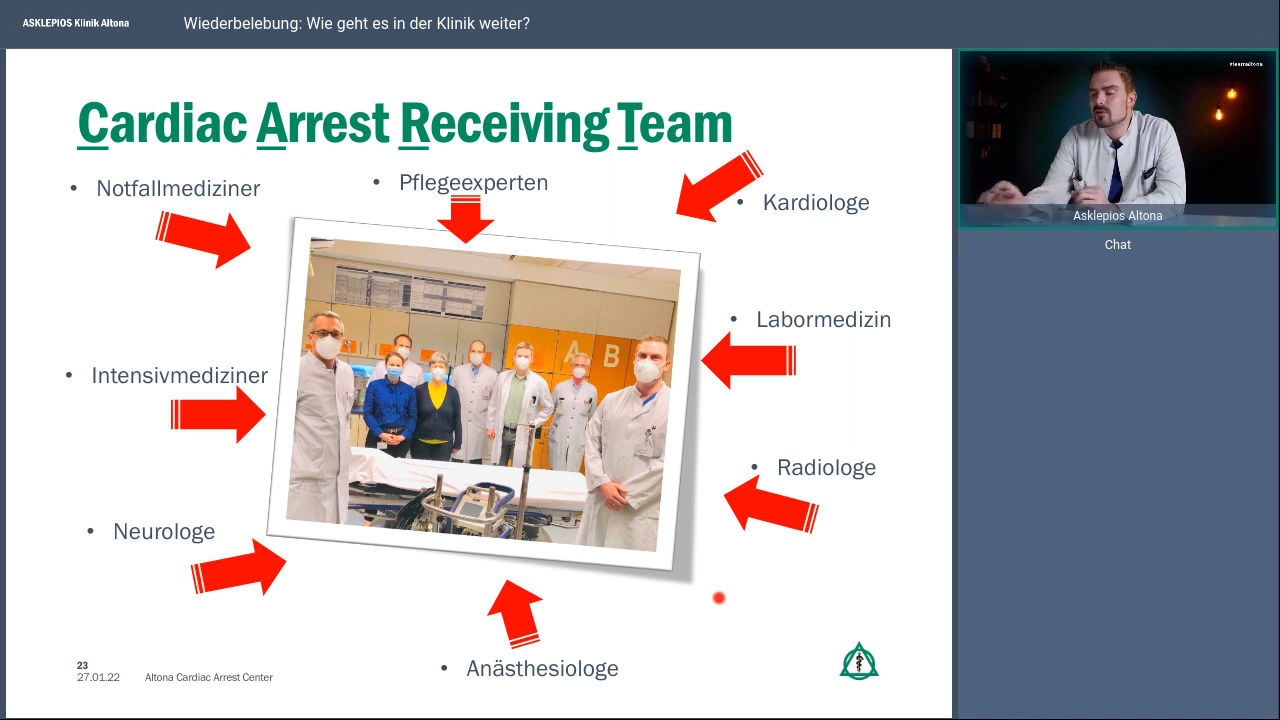 ASKLEPIOS Klinik Altona
Wiederbelebung: Wie geht es in der Klinik weiter?
Cardiac Arrest Receiving Team
• Notfallmediziner
• Pflegeexperten
• Kardiologe
• Labormedizin
• Intensivmediziner
• Radiologe
• Neurologe
• Anästhesiologe
A B
23
27.01.22 Altona Cardiac Arrest Center
#teamaltona
Asklepios Altona
Chat